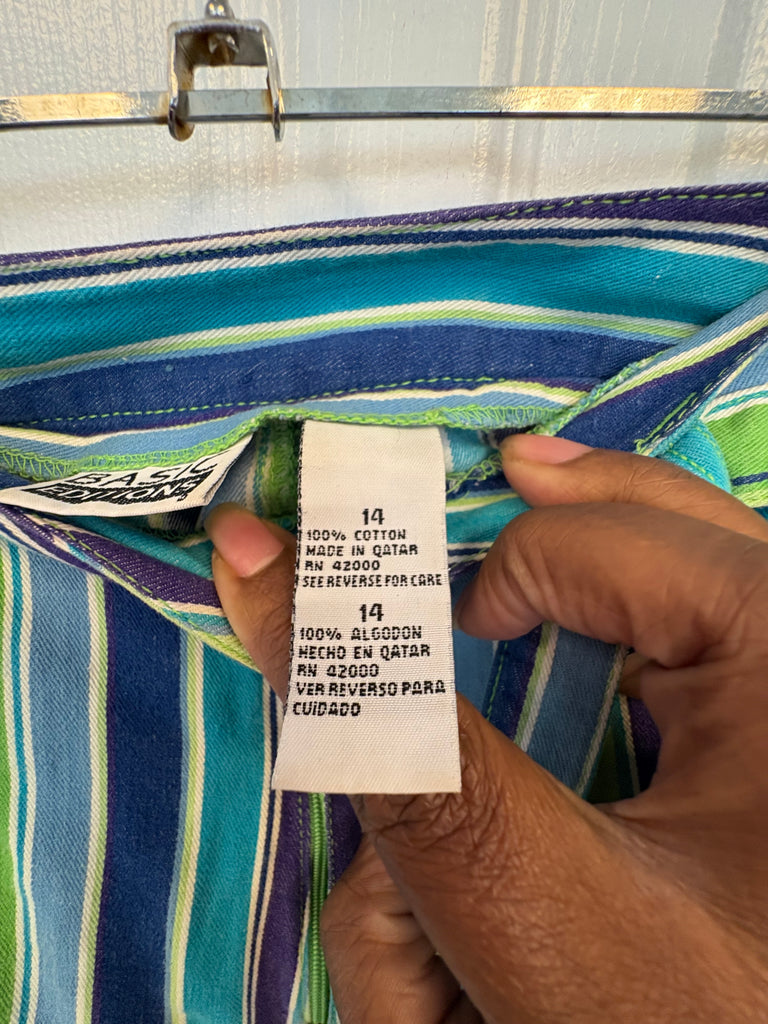 BASIC
EDITIONS
14
100% COTTON
MADE IN QATAR
RN 42000
SEE REVERSE FOR CARE
14
100% ALGODON
HECHO EN QATAR
RN 42000
VER REVERSO PARA
CUIDADO